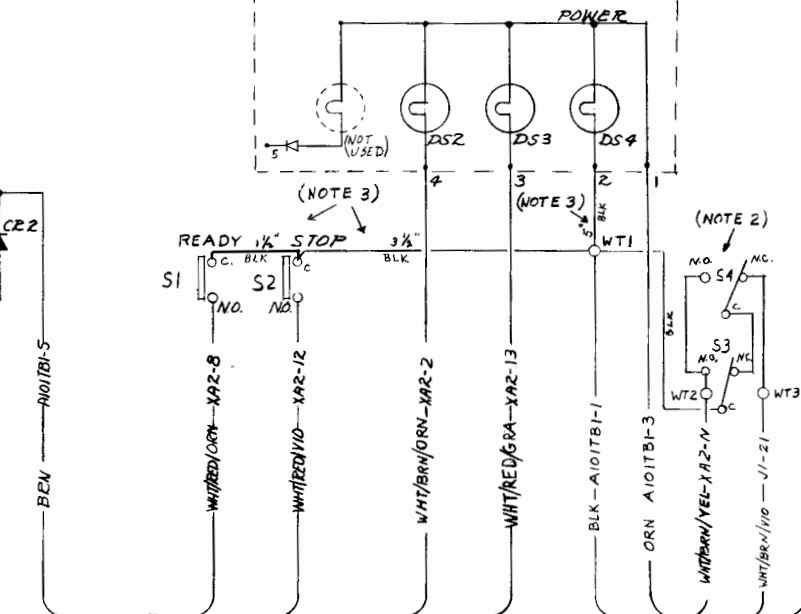 POWER
(NOT USED)
5
DS2
DS3
DS4
4
3
2
1
(NOTE 3)
(NOTE 3)
5"
BLK
(NOTE 2)
CR2
READY 1½" STOP 3½"
BLK
BLK
WT1
S1
C.
N.O.
S2
C
N.O.
N.O.
S4
N.C.
C
BLK
S3
N.O.
N.C.
WT2
C
WT3
BRN A101TB1-5
WHT/RED/ORN XA2-8
WHT/RED/VIO XA2-12
WHT/BRN/ORN-XA2-2
WHT/RED/GRA-XA2-13
BLK-A101TB1-1
ORN A101TB1-3
WHT/BRN/YEL-XA2-N
WHT/BRN/VIO-J1-21